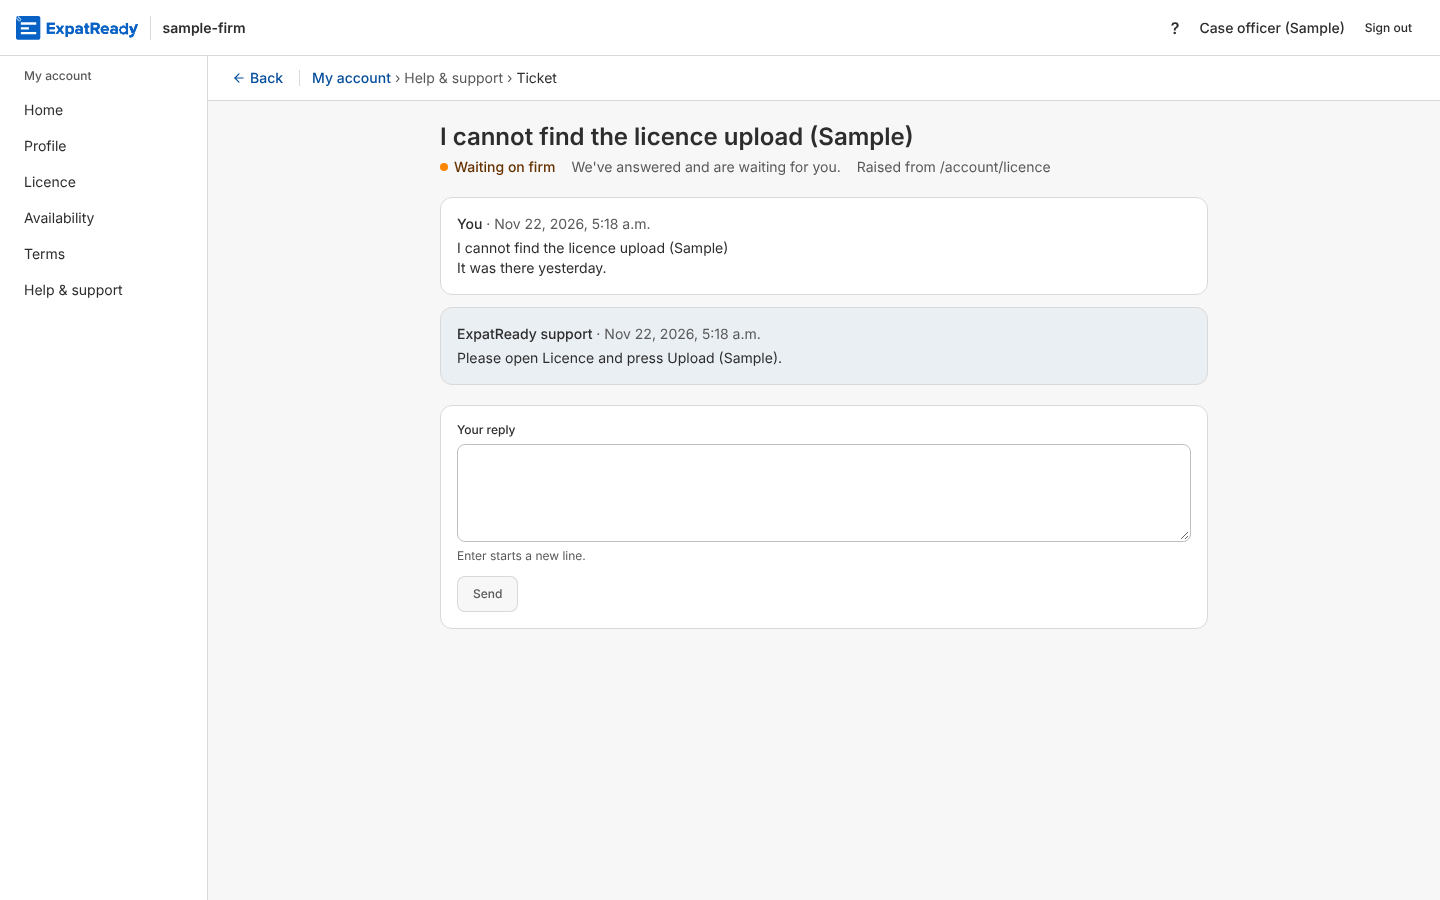 ExpatReady
sample-firm
? Case officer (Sample) Sign out
My account
Home
Profile
Licence
Availability
Terms
Help & support
← Back
My account › Help & support › Ticket
I cannot find the licence upload (Sample)
Waiting on firm We've answered and are waiting for you. Raised from /account/licence
You · Nov 22, 2026, 5:18 a.m.
I cannot find the licence upload (Sample)
It was there yesterday.
ExpatReady support · Nov 22, 2026, 5:18 a.m.
Please open Licence and press Upload (Sample).
Your reply
Enter starts a new line.
Send